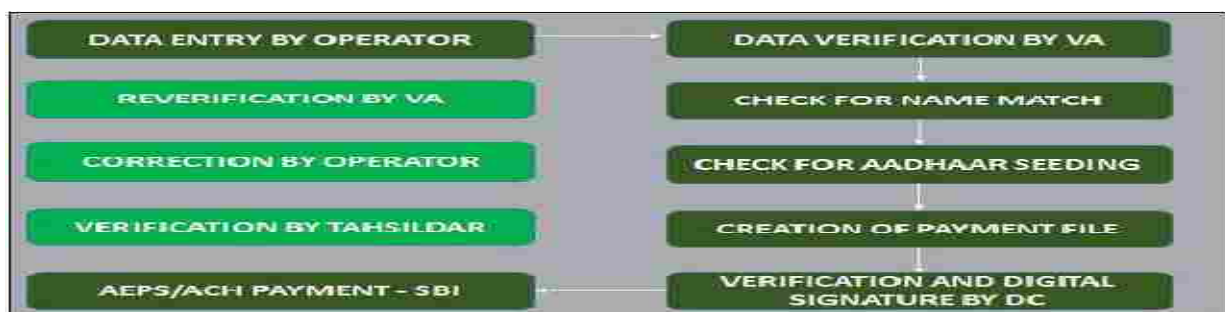 DATA ENTRY BY OPERATOR
DATA VERIFICATION BY VA
REVERIFICATION BY VA
CHECK FOR NAME MATCH
CORRECTION BY OPERATOR
CHECK FOR AADHAAR SEEDING
VERIFICATION BY TAHSILDAR
CREATION OF PAYMENT FILE
AEPS/ACH PAYMENT - SBI
VERIFICATION AND DIGITAL
SIGNATURE BY DC